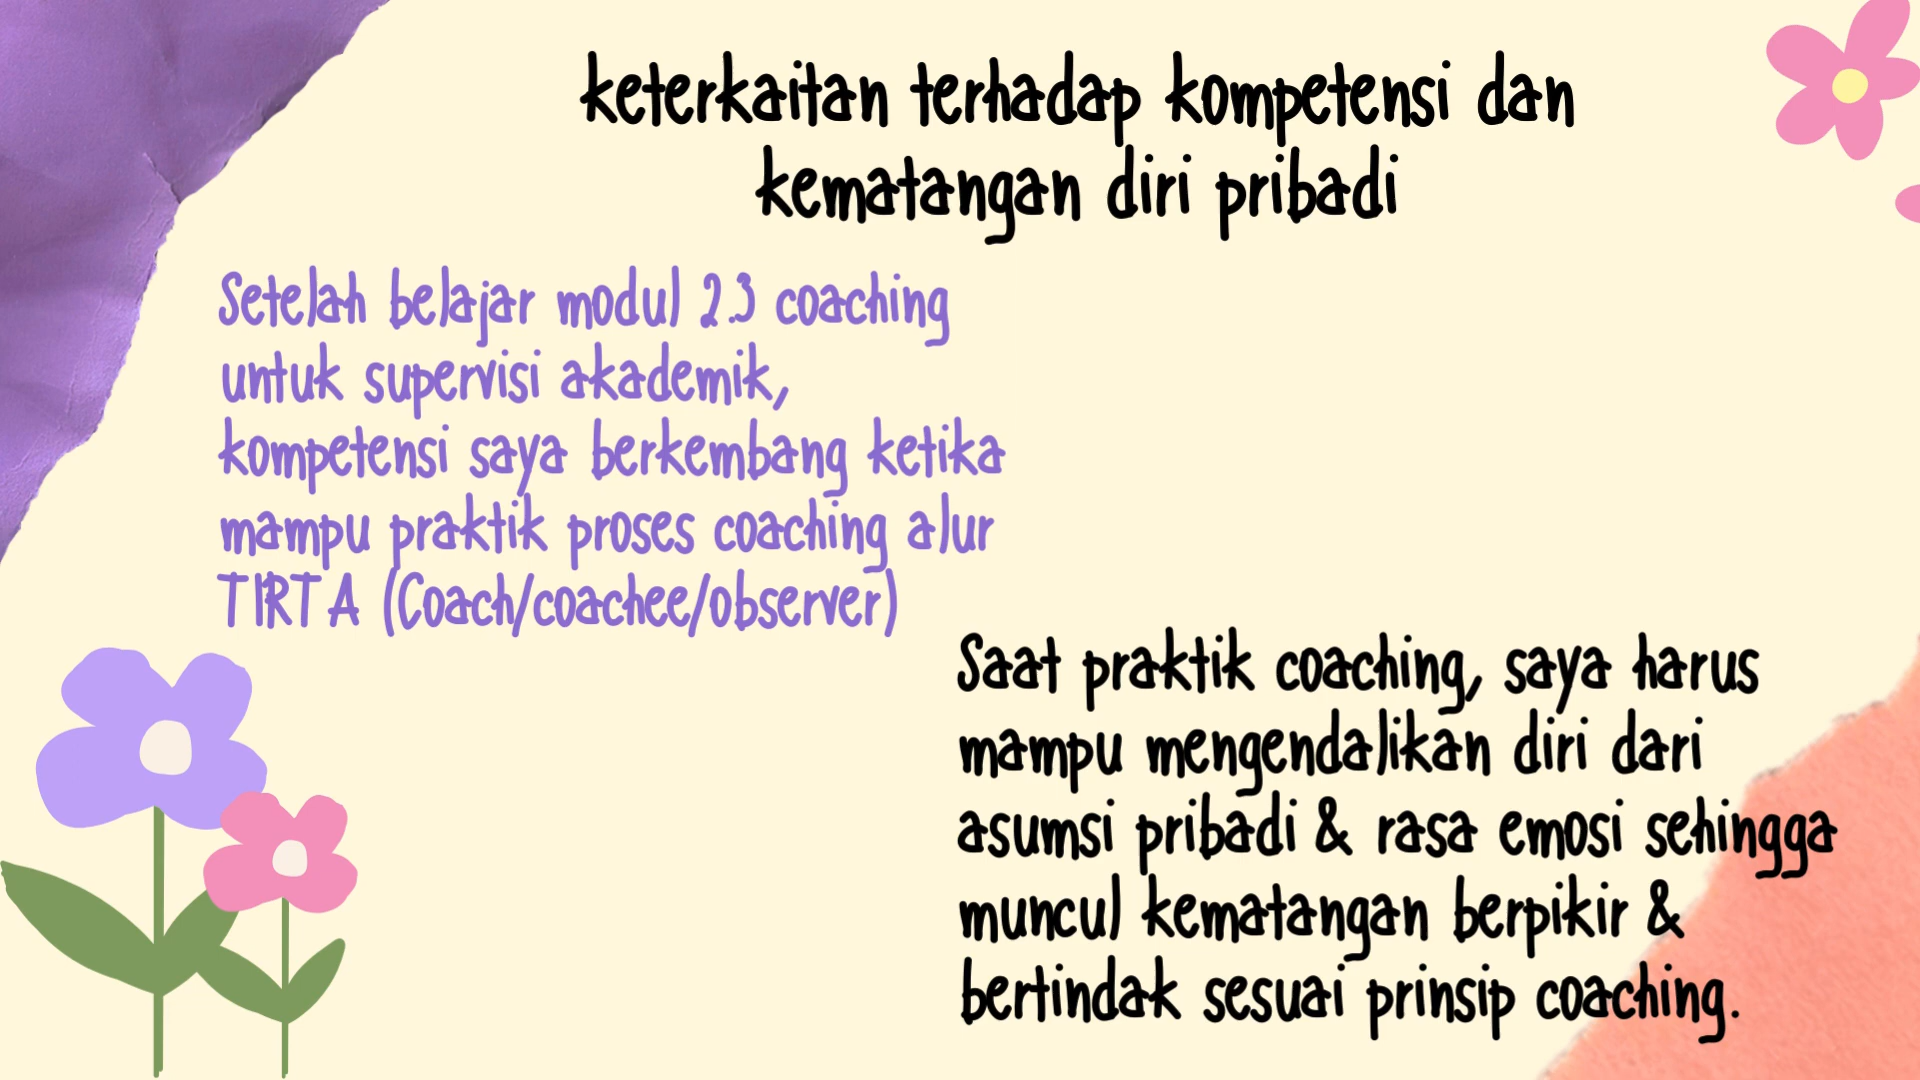 keterkaitan terhadap kompetensi dan
kematangan diri pribadi
Setelah belajar modul 2.3 coaching
untuk supervisi akademik,
kompetensi saya berkembang ketika
mampu praktik proses coaching alur
TIRTA (Coach/coachee/observer)
Saat praktik coaching, saya harus
mampu mengendalikan diri dari
asumsi pribadi & rasa emosi sehingga
muncul kematangan berpikir &
bertindak sesuai prinsip coaching.